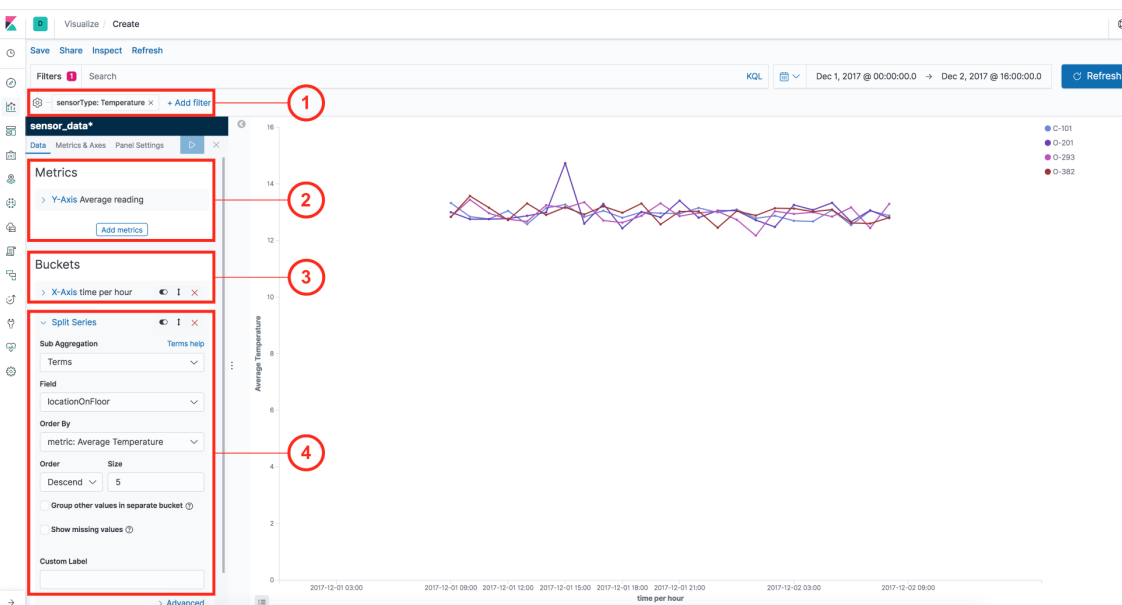 D Visualize / Create
Save Share Inspect Refresh
Filters 1 Search KQL Dec 1, 2017 @ 00:00:00.0 → Dec 2, 2017 @ 16:00:00.0 Refresh
sensorType: Temperature × + Add filter
1
sensor_data*
Data Metrics & Axes Panel Settings
Metrics
Y-Axis Average reading
Add metrics
2
Buckets
X-Axis time per hour
3
Split Series
Sub Aggregation Terms help
Terms
Field
locationOnFloor
Order By
metric: Average Temperature
Order Size
Descend 5
Group other values in separate bucket
Show missing values
Custom Label
Advanced
4
16
14
12
10
8
6
4
2
0
Average Temperature
2017-12-01 03:00 2017-12-01 09:00 2017-12-01 12:00 2017-12-01 15:00 2017-12-01 18:00 2017-12-01 21:00 2017-12-02 03:00 2017-12-02 09:00
time per hour
C-101
O-201
O-293
O-382